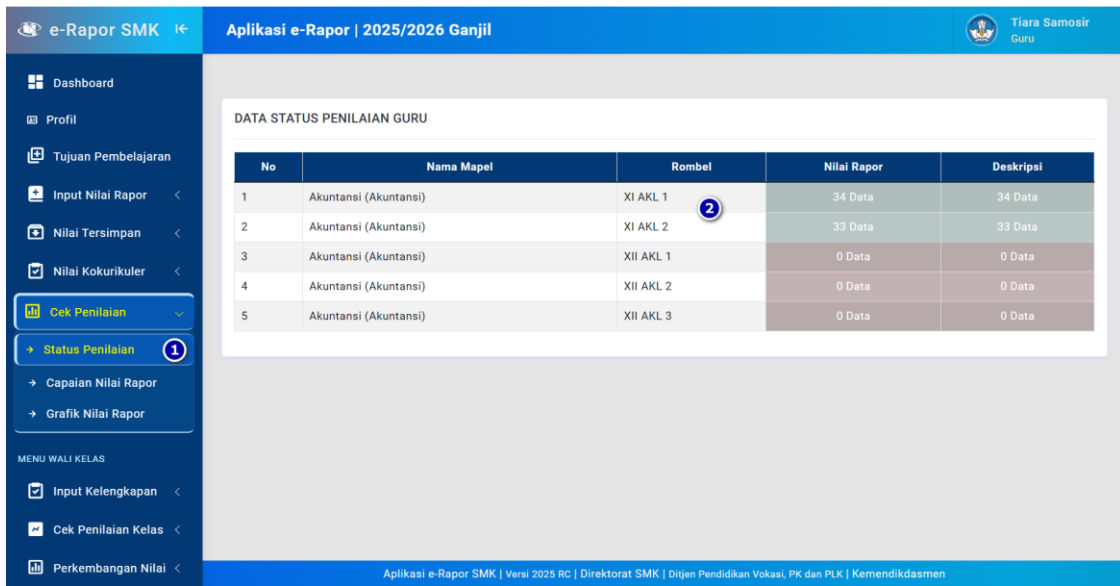 e-Rapor SMK
Aplikasi e-Rapor | 2025/2026 Ganjil
Tiara Samosir
Guru
Dashboard
Profil
Tujuan Pembelajaran
Input Nilai Rapor
Nilai Tersimpan
Nilai Kokurikuler
Cek Penilaian
Status Penilaian 1
Capaian Nilai Rapor
Grafik Nilai Rapor
MENU WALI KELAS
Input Kelengkapan
Cek Penilaian Kelas
Perkembangan Nilai
DATA STATUS PENILAIAN GURU
No Nama Mapel Rombel Nilai Rapor Deskripsi
1 Akuntansi (Akuntansi) XI AKL 1 34 Data 34 Data
2
2 Akuntansi (Akuntansi) XI AKL 2 33 Data 33 Data
3 Akuntansi (Akuntansi) XII AKL 1 0 Data 0 Data
4 Akuntansi (Akuntansi) XII AKL 2 0 Data 0 Data
5 Akuntansi (Akuntansi) XII AKL 3 0 Data 0 Data
Aplikasi e-Rapor SMK | Versi 2025 RC | Direktorat SMK | Ditjen Pendidikan Vokasi, PK dan PLK | Kemendikdasmen